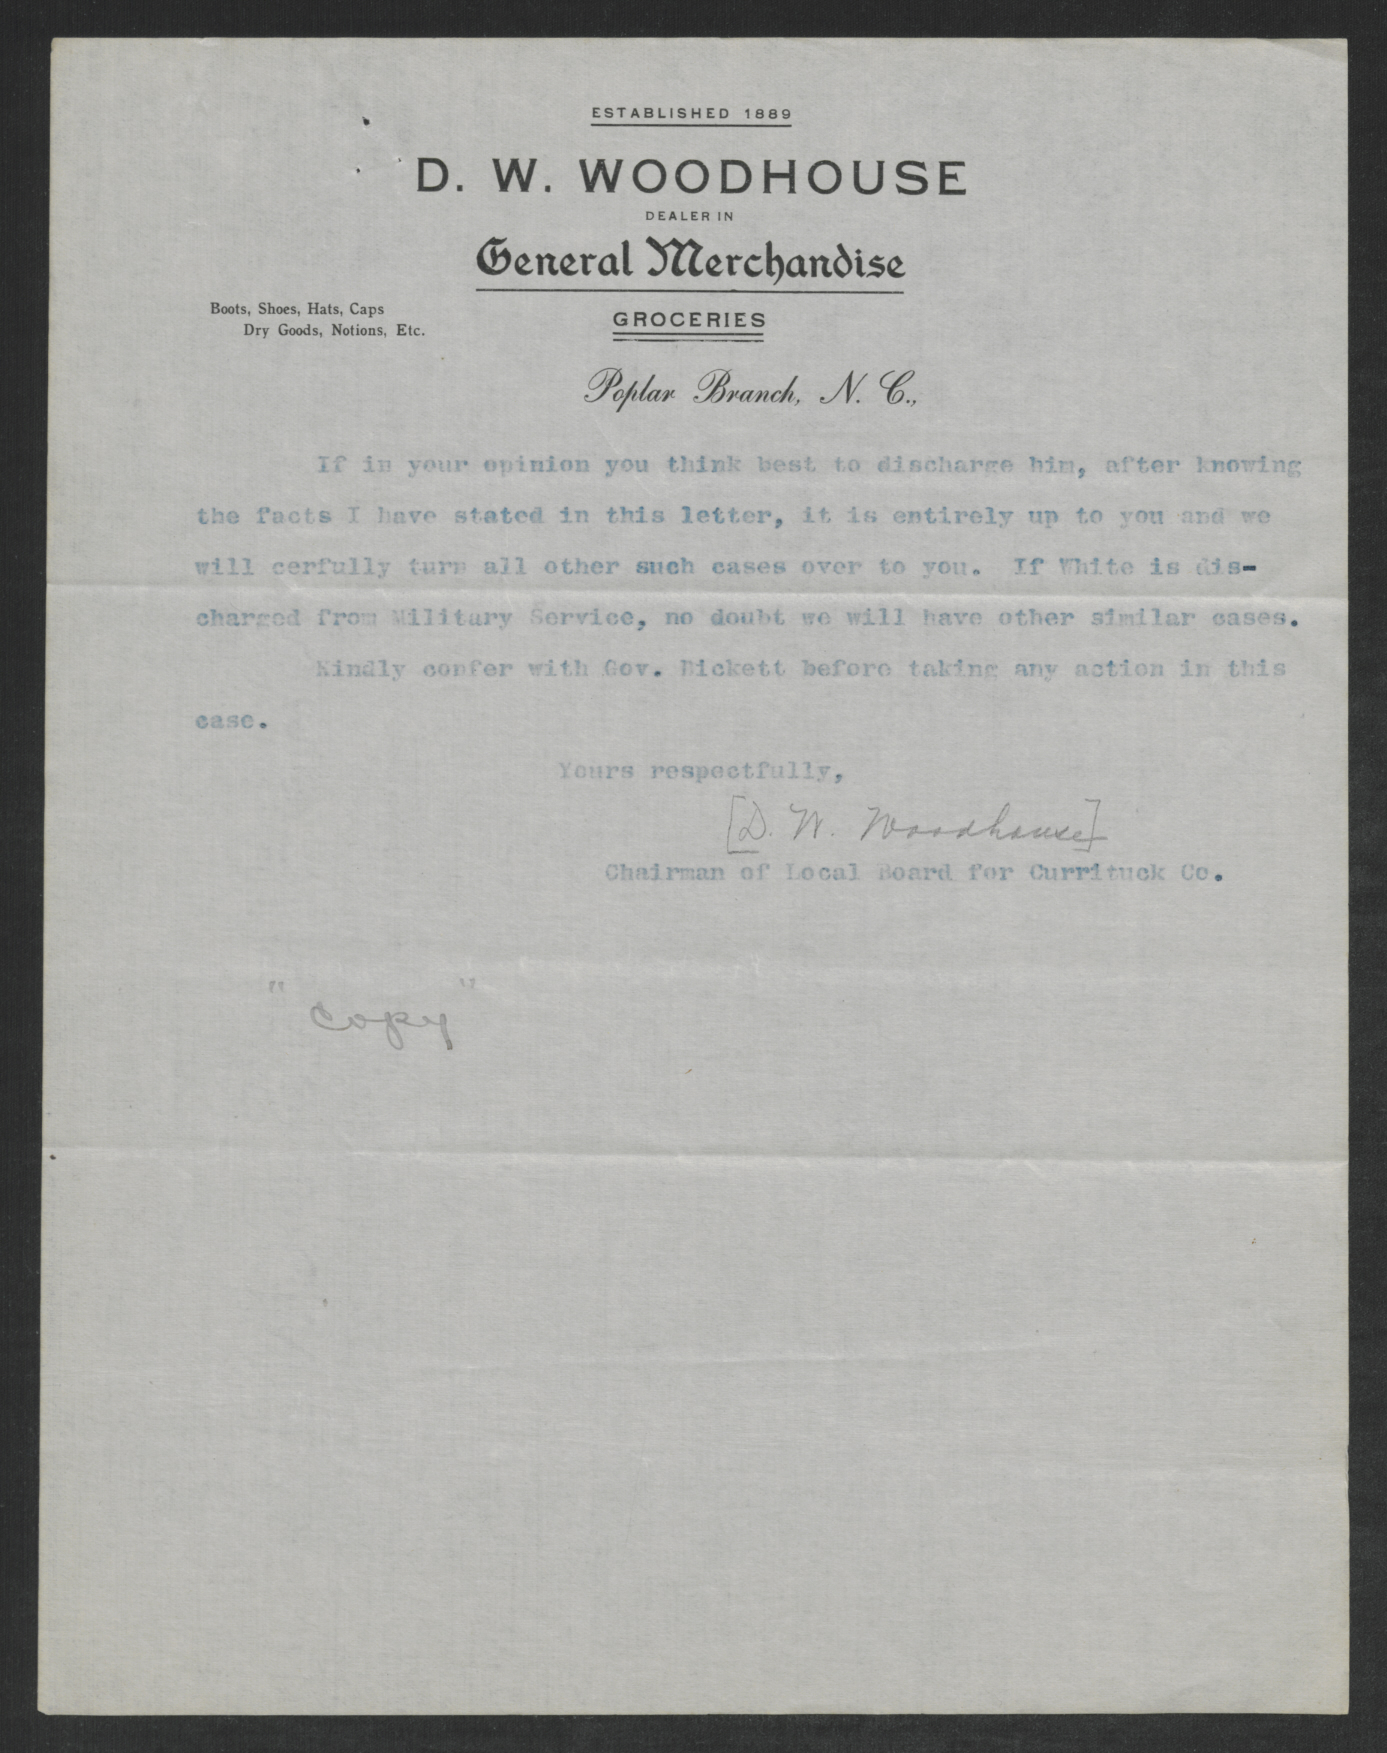 ESTABLISHED 1889
D. W. WOODHOUSE
DEALER IN
General Merchandise
Boots, Shoes, Hats, Caps
Dry Goods, Notions, Etc.
GROCERIES
Poplar Branch, N. C.,
If in your opinion you think best to discharge him, after knowing
the facts I have stated in this letter, it is entirely up to you and we
will cerfully turn all other such cases over to you. If White is dis-
charged from Military Service, no doubt we will have other similar cases.
Kindly confer with Gov. Bickett before taking any action in this
case.
Yours respectfully,
[D. W. Woodhouse]
Chairman of Local Board for Currituck Co.
"Copy"